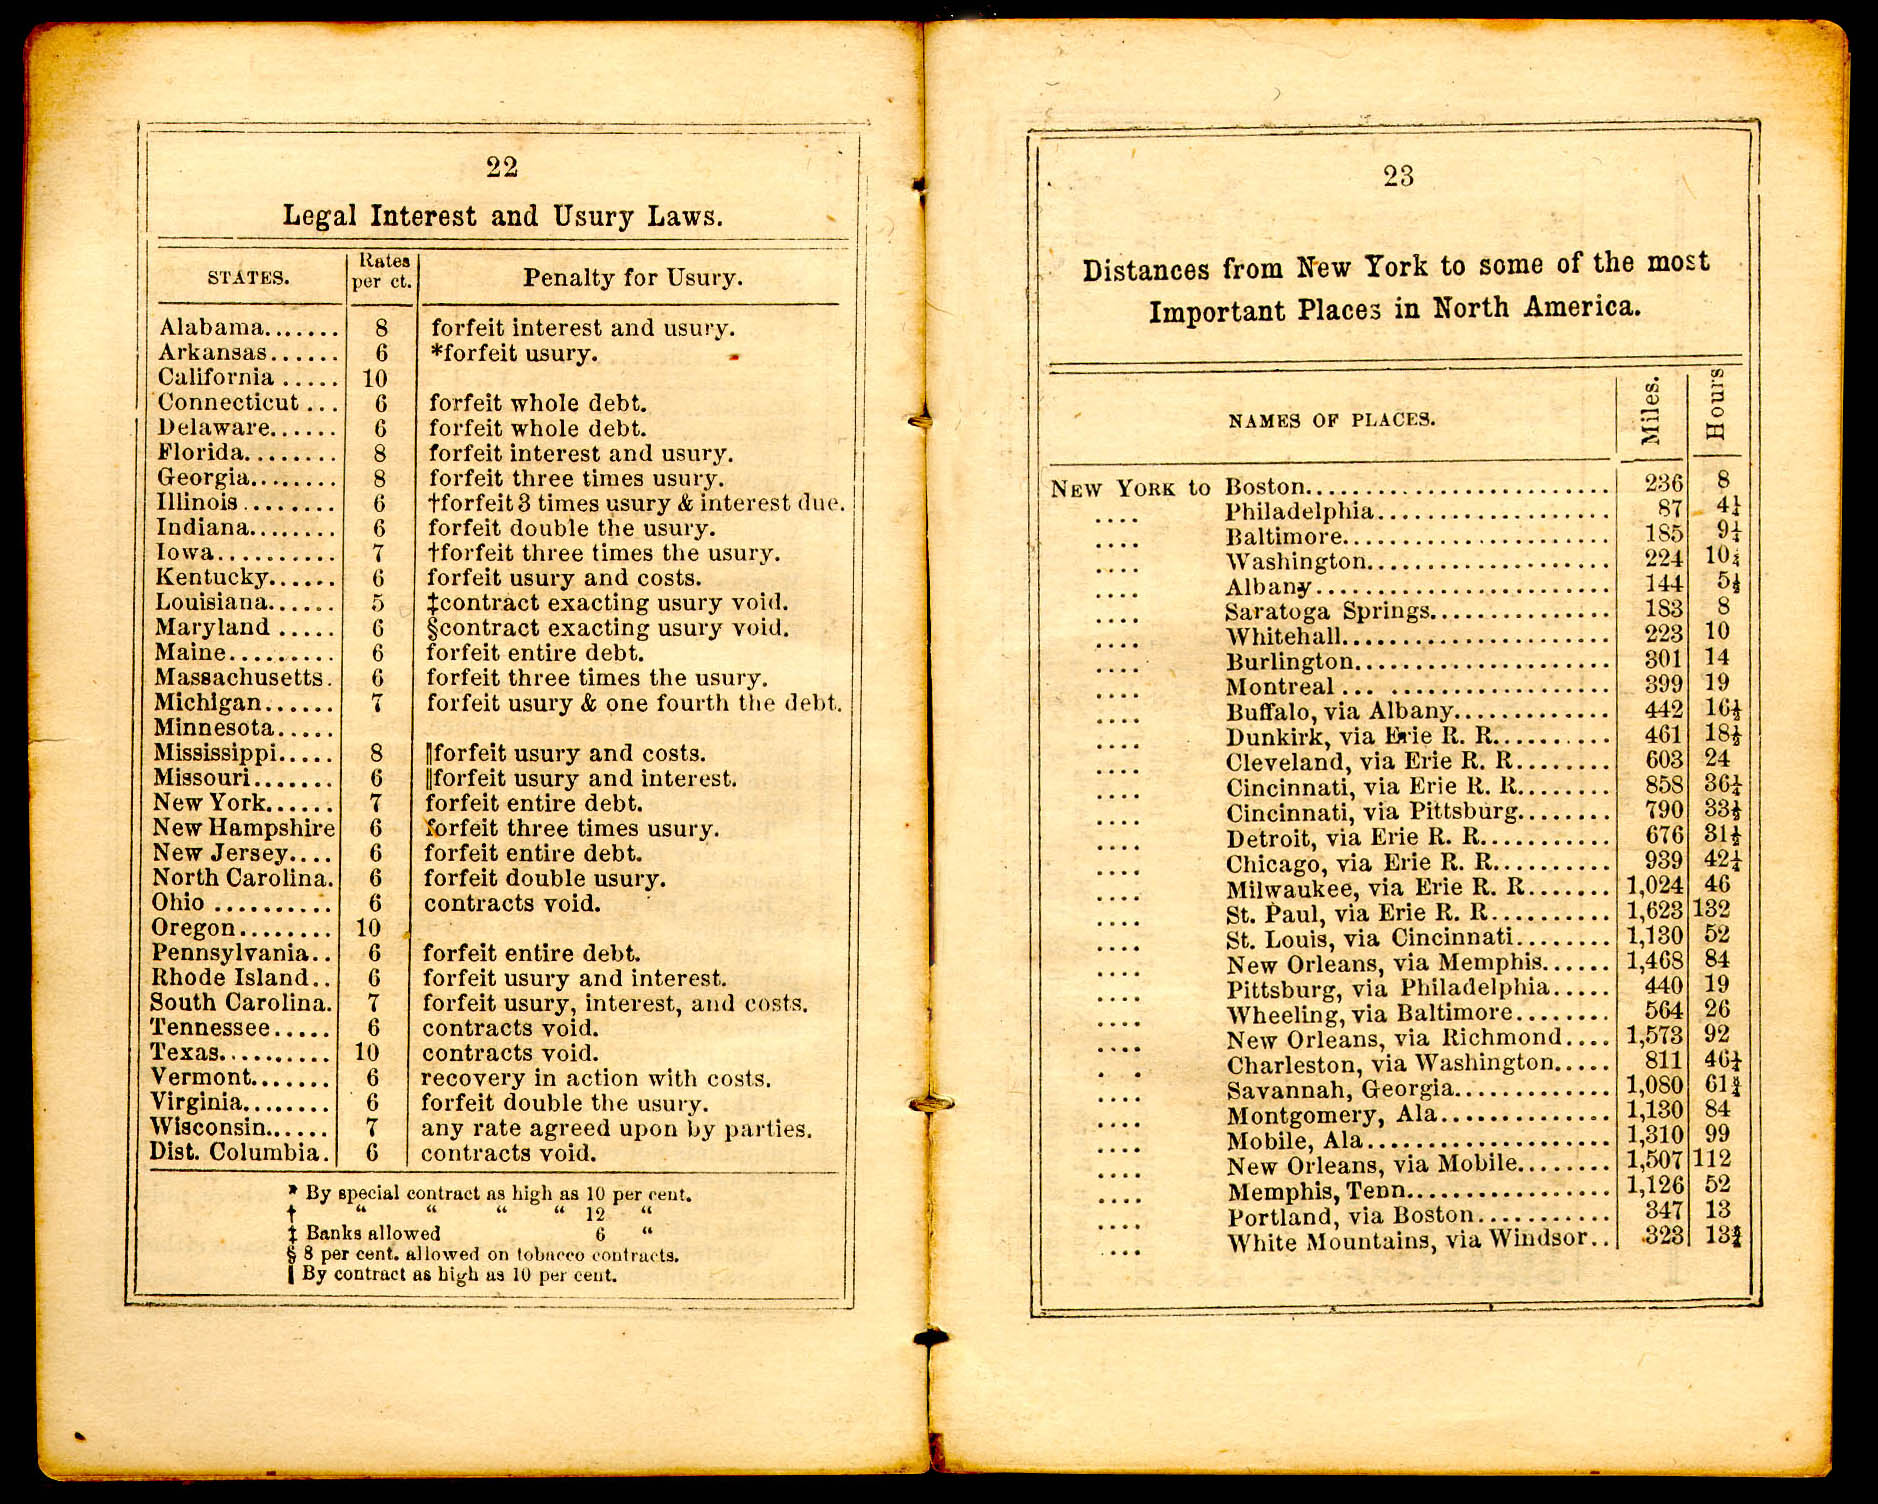 22
Legal Interest and Usury Laws.
STATES. Rates per ct. Penalty for Usury.
Alabama....... 8 forfeit interest and usury.
Arkansas...... 6 *forfeit usury.
California ..... 10
Connecticut ... 6 forfeit whole debt.
Delaware...... 6 forfeit whole debt.
Florida........ 8 forfeit interest and usury.
Georgia........ 8 forfeit three times usury.
Illinois ........ 6 †forfeit 3 times usury & interest due.
Indiana........ 6 forfeit double the usury.
Iowa........... 7 †forfeit three times the usury.
Kentucky...... 6 forfeit usury and costs.
Louisiana...... 5 ‡contract exacting usury void.
Maryland ..... 6 §contract exacting usury void.
Maine.......... 6 forfeit entire debt.
Massachusetts. 6 forfeit three times the usury.
Michigan...... 7 forfeit usury & one fourth the debt.
Minnesota.....
Mississippi..... 8 ‖forfeit usury and costs.
Missouri....... 6 ‖forfeit usury and interest.
New York...... 7 forfeit entire debt.
New Hampshire 6 forfeit three times usury.
New Jersey.... 6 forfeit entire debt.
North Carolina. 6 forfeit double usury.
Ohio .......... 6 contracts void.
Oregon........ 10
Pennsylvania.. 6 forfeit entire debt.
Rhode Island.. 6 forfeit usury and interest.
South Carolina. 7 forfeit usury, interest, and costs.
Tennessee..... 6 contracts void.
Texas.......... 10 contracts void.
Vermont....... 6 recovery in action with costs.
Virginia........ 6 forfeit double the usury.
Wisconsin...... 7 any rate agreed upon by parties.
Dist. Columbia. 6 contracts void.
* By special contract as high as 10 per cent.
† “ “ “ “ 12 “
‡ Banks allowed 6 “
§ 8 per cent. allowed on tobacco contracts.
‖ By contract as high as 10 per cent.
23
Distances from New York to some of the most
Important Places in North America.
NAMES OF PLACES. Miles. Hours
NEW YORK to Boston.......................... 236 8
.... Philadelphia.................... 87 4¼
.... Baltimore....................... 185 9¼
.... Washington..................... 224
.... Albany......................... 144 5½
.... Saratoga Springs............... 183 8
.... Whitehall....................... 223 10
.... Burlington...................... 301 14
.... Montreal ... ................... 399 19
.... Buffalo, via Albany............. 442 16½
.... Dunkirk, via Erie R. R.......... 461 18½
.... Cleveland, via Erie R. R........ 603 24
.... Cincinnati, via Erie R. R........ 858 36¼
.... Cincinnati, via Pittsburg........ 790 33½
.... Detroit, via Erie R. R........... 676 31½
.... Chicago, via Erie R. R.......... 939 42¼
.... Milwaukee, via Erie R. R....... 1,024 46
.... St. Paul, via Erie R. R.......... 1,623 132
.... St. Louis, via Cincinnati........ 1,130 52
.... New Orleans, via Memphis...... 1,468 84
.... Pittsburg, via Philadelphia..... 440 19
.... Wheeling, via Baltimore........ 564 26
.... New Orleans, via Richmond.... 1,573 92
.... Charleston, via Washington..... 811 46¼
.... Savannah, Georgia............. 1,080 61¾
.... Montgomery, Ala.............. 1,130 84
.... Mobile, Ala..................... 1,310 99
.... New Orleans, via Mobile........ 1,507 112
.... Memphis, Tenn................. 1,126 52
.... Portland, via Boston........... 347 13
.... White Mountains, via Windsor.. 323 13¾